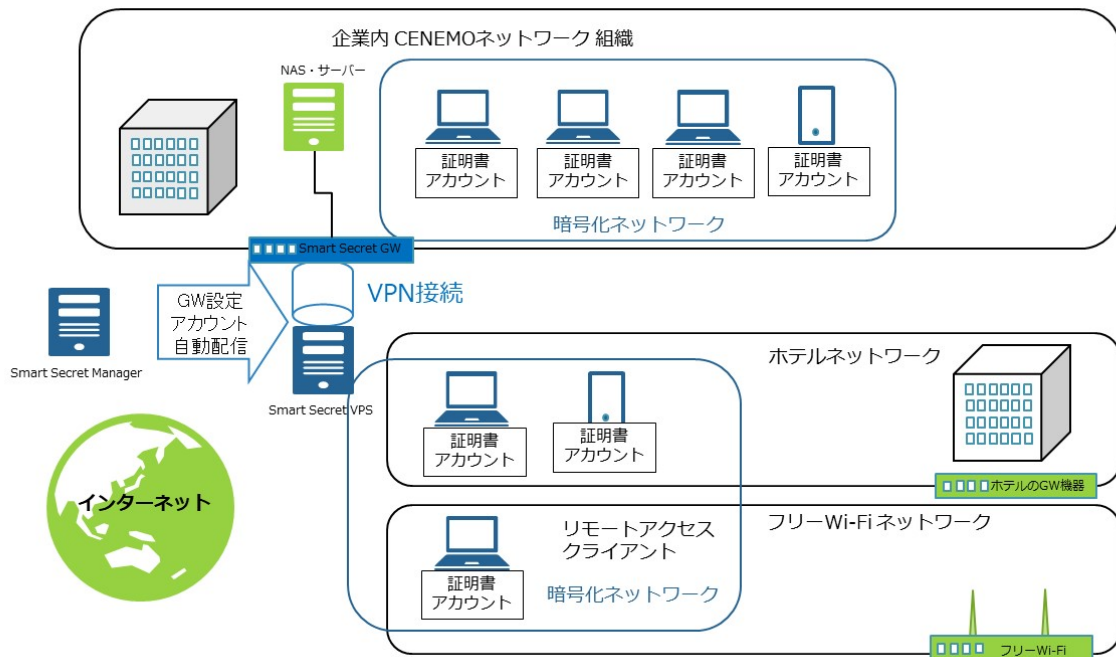 企業内 CENEMOネットワーク 組織
NAS・サーバー
証明書
アカウント
証明書
アカウント
証明書
アカウント
証明書
アカウント
暗号化ネットワーク
Smart Secret GW
VPN接続
GW設定
アカウント
自動配信
Smart Secret Manager
Smart Secret VPS
ホテルネットワーク
証明書
アカウント
証明書
アカウント
ホテルのGW機器
インターネット
フリーWi-Fi ネットワーク
リモートアクセス
クライアント
証明書
アカウント
暗号化ネットワーク
フリーWi-Fi